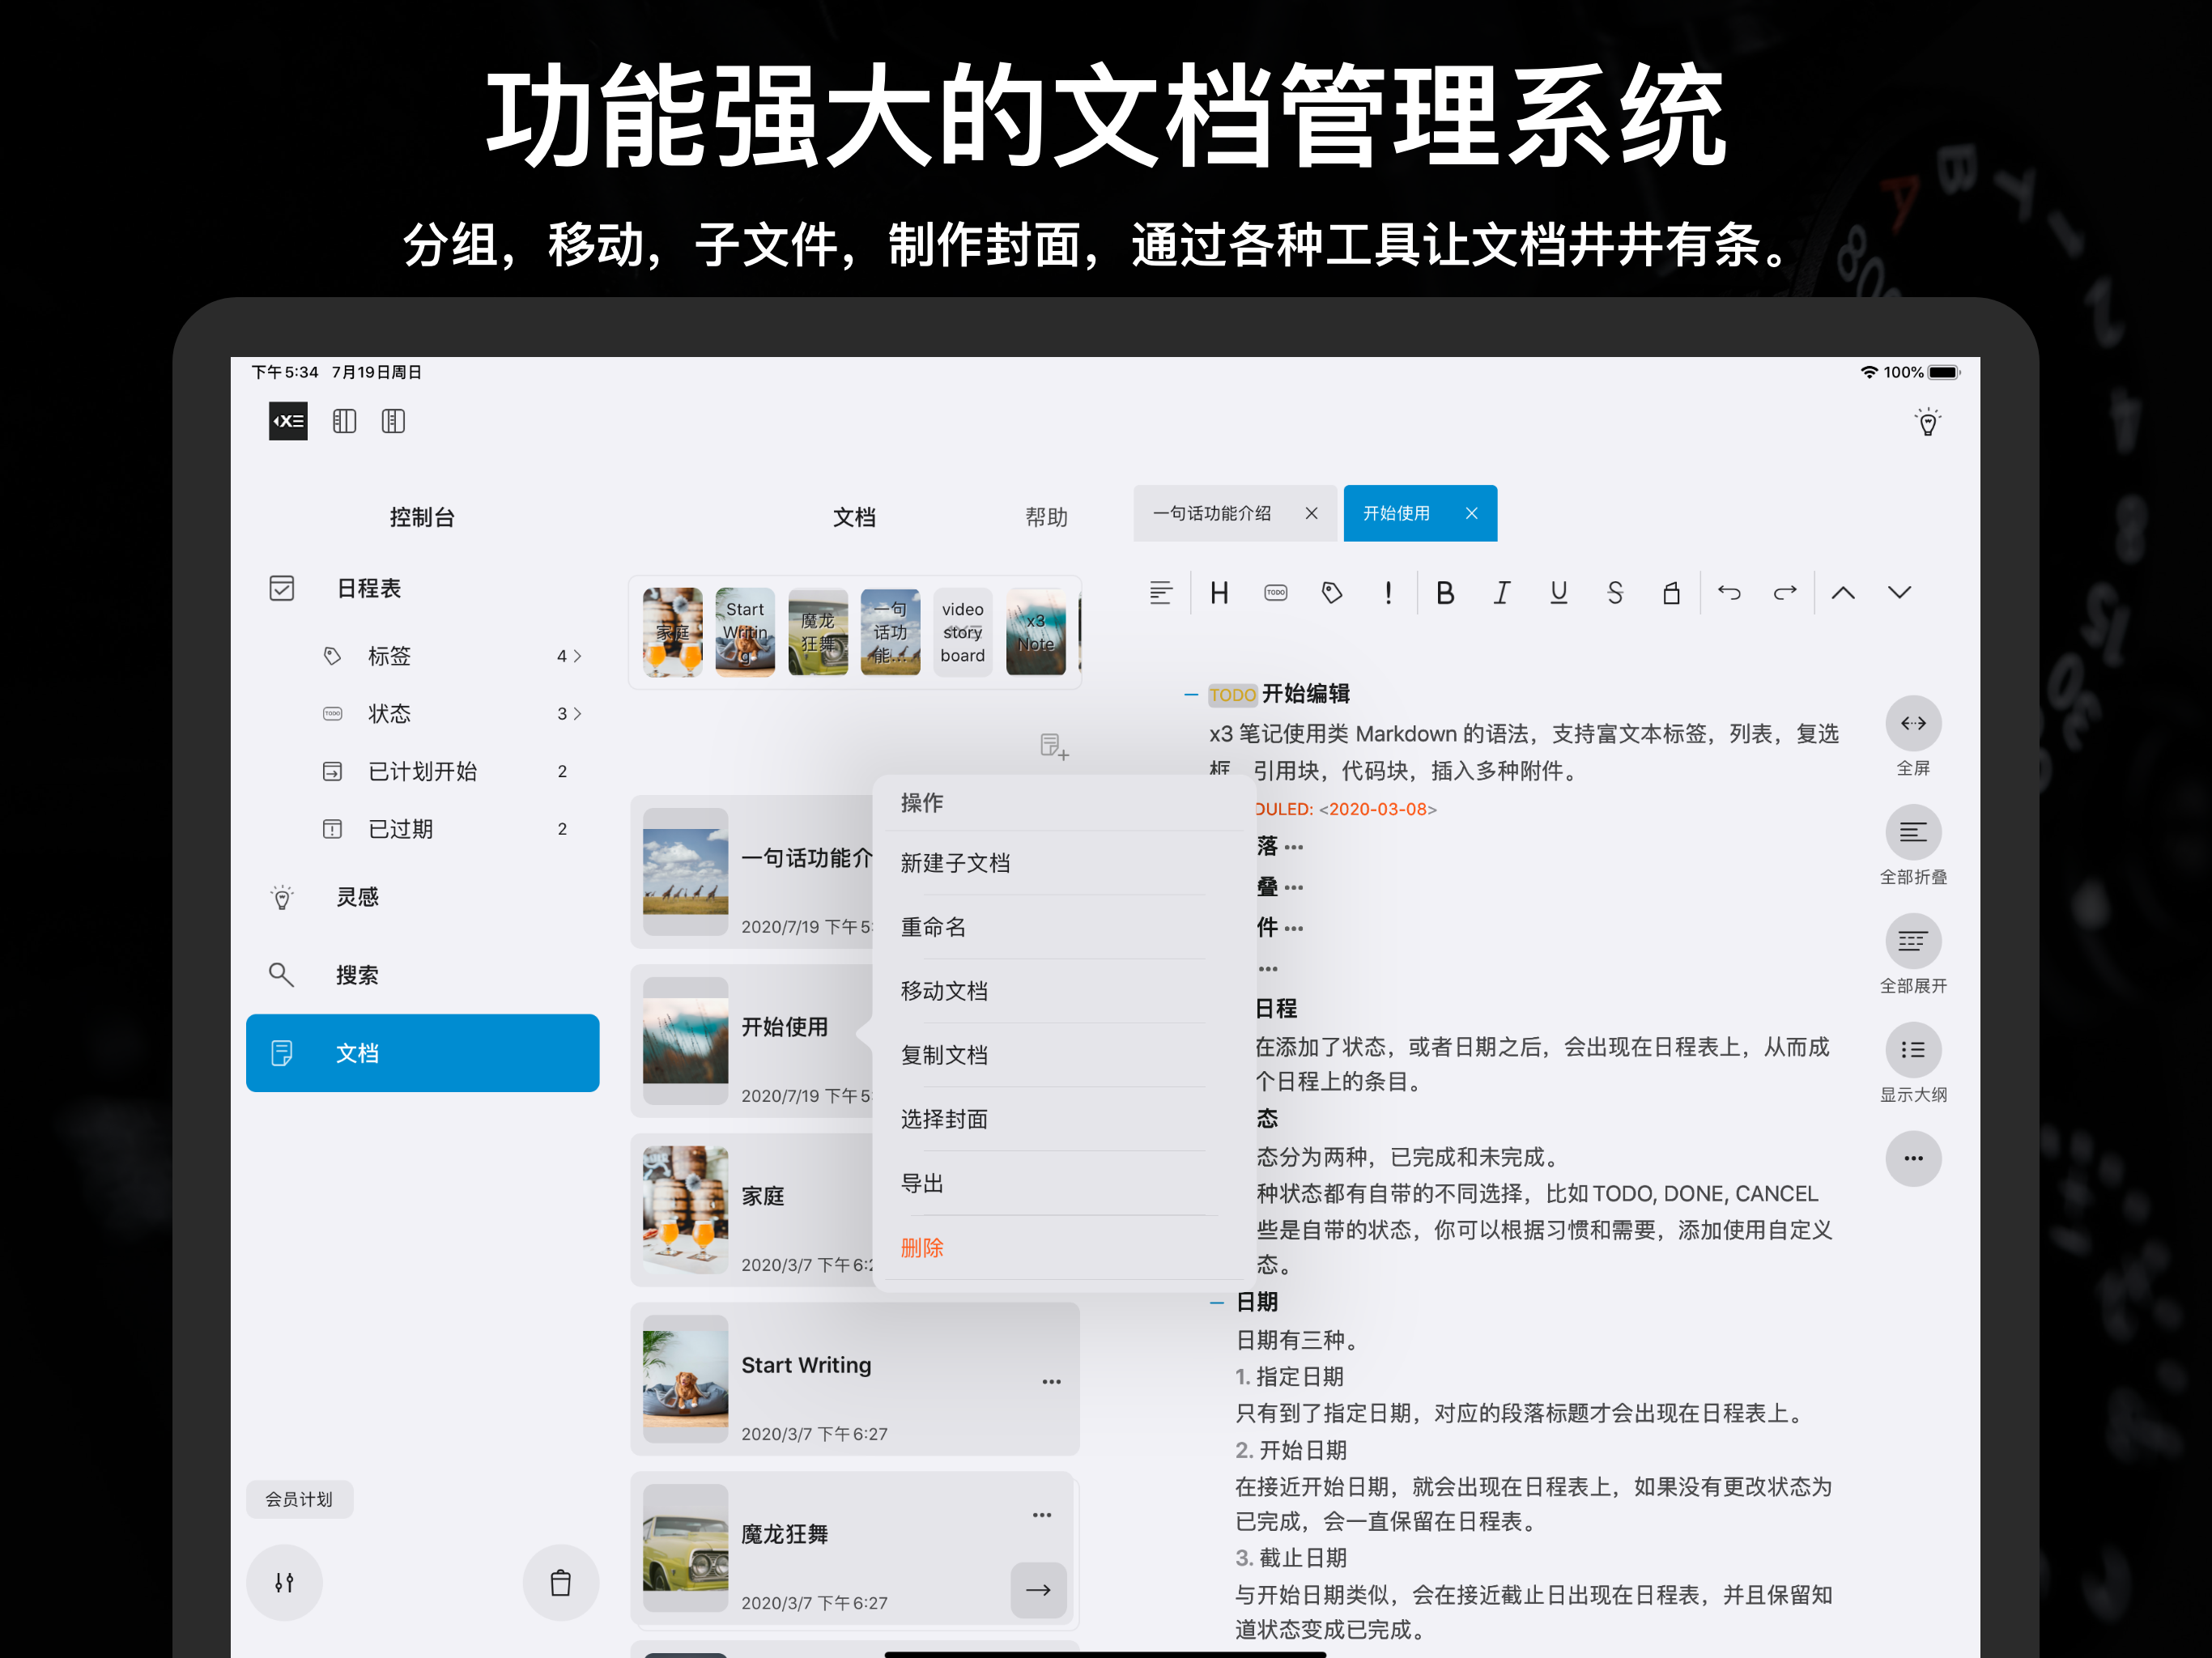 功能强大的文档管理系统
分组，移动，子文件，制作封面，通过各种工具让文档井井有条。
下午5:34 7月19日周日
100%
控制台
日程表
标签 4
状态 3
已计划开始 2
已过期 2
灵感
搜索
文档
会员计划
文档 帮助
家庭
Start Writing
魔龙狂舞
一句话功能...
video story board
x3 Note
一句话功能介
2020/7/19 下午5:
开始使用
2020/7/19 下午5:
家庭
2020/3/7 下午6:2
Start Writing
2020/3/7 下午6:27
魔龙狂舞
2020/3/7 下午6:27
操作
新建子文档
重命名
移动文档
复制文档
选择封面
导出
删除
一句话功能介绍 开始使用
H TODO ! B I U S
TODO 开始编辑
x3 笔记使用类 Markdown 的语法，支持富文本标签，列表，复选
框，引用块，代码块，插入多种附件。
DULED: <2020-03-08>
落 •••
叠 •••
件 •••
•••
日程
在添加了状态，或者日期之后，会出现在日程表上，从而成
个日程上的条目。
态
态分为两种，已完成和未完成。
种状态都有自带的不同选择，比如 TODO, DONE, CANCEL
些是自带的状态，你可以根据习惯和需要，添加使用自定义
态。
日期
日期有三种。
1. 指定日期
只有到了指定日期，对应的段落标题才会出现在日程表上。
2. 开始日期
在接近开始日期，就会出现在日程表上，如果没有更改状态为
已完成，会一直保留在日程表。
3. 截止日期
与开始日期类似，会在接近截止日出现在日程表，并且保留知
道状态变成已完成。
全屏
全部折叠
全部展开
显示大纲